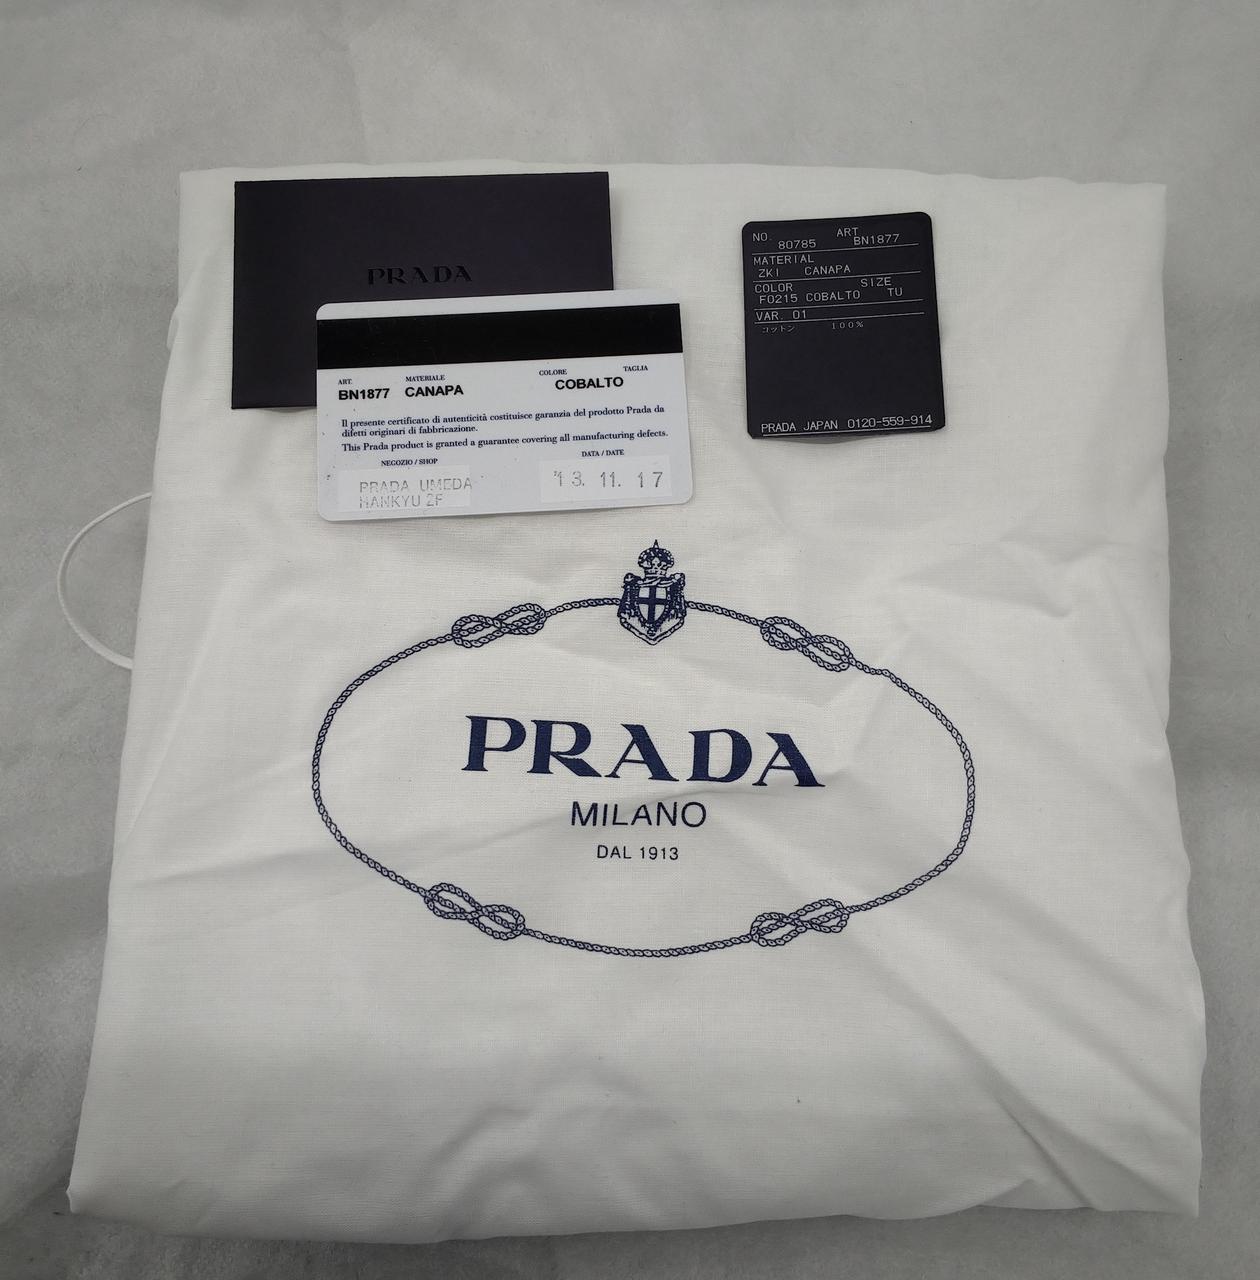 PRADA
ART. MATERIALE COLORE TAGLIA
BN1877 CANAPA COBALTO
Il presente certificato di autenticità costituisce garanzia del prodotto Prada da
difetti originari di fabbricazione.
This Prada product is granted a guarantee covering all manufacturing defects.
NEGOZIO / SHOP DATA / DATE
PRADA UMEDA '13. 11. 17
HANKYU 2F
NO. 80785 ART BN1877
MATERIAL
ZKI CANAPA
COLOR SIZE
F0215 COBALTO TU
VAR. 01
コットン 100%
PRADA JAPAN 0120-559-914
PRADA
MILANO
DAL 1913